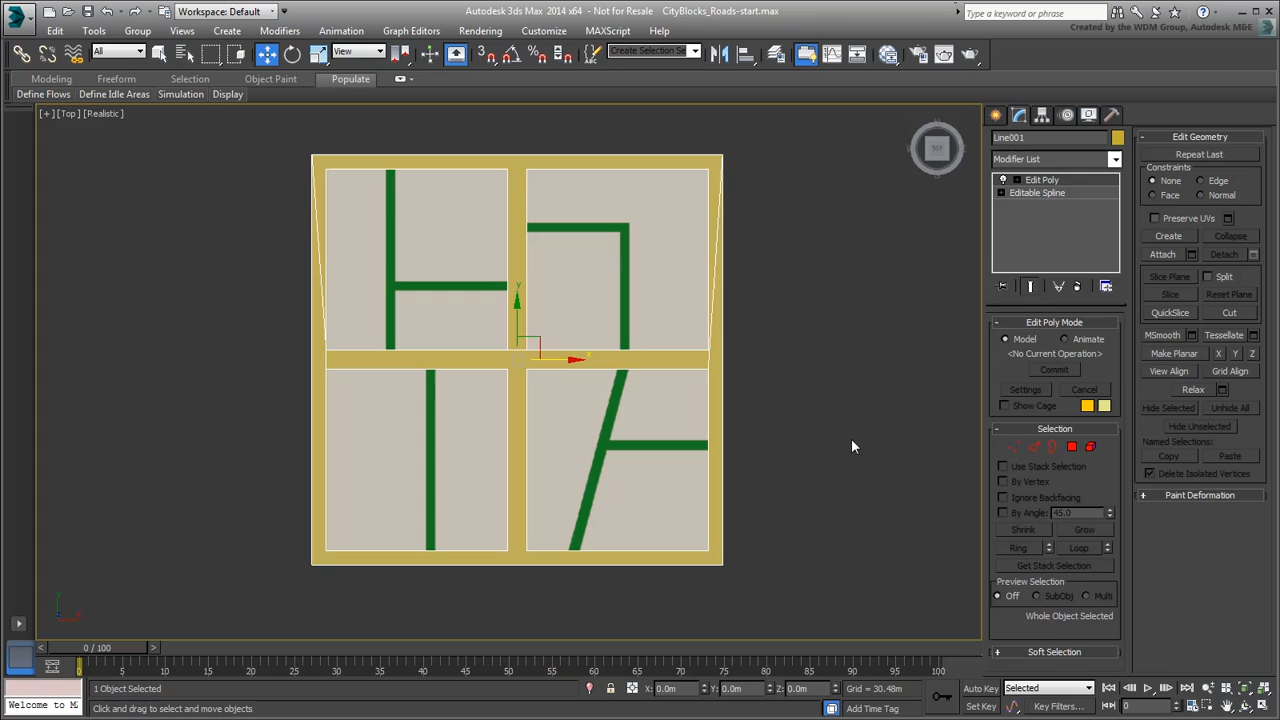 Workspace: Default
Autodesk 3ds Max 2014 x64 - Not for Resale CityBlocks_Roads-start.max
Type a keyword or phrase
Created by the WDM Group, Autodesk M&E
Edit Tools Group Views Create Modifiers Animation Graph Editors Rendering Customize MAXScript Help
All View Create Selection Se
Modeling Freeform Selection Object Paint Populate
Define Flows Define Idle Areas Simulation Display
[+] [Top] [Realistic]
TOP
y
x
Line001
Modifier List
Edit Poly
Editable Spline
Edit Poly Mode
Model Animate
<No Current Operation>
Commit
Settings Cancel
Show Cage
Selection
Use Stack Selection
By Vertex
Ignore Backfacing
By Angle: 45.0
Shrink Grow
Ring Loop
Get Stack Selection
Preview Selection
Off SubObj Multi
Whole Object Selected
Soft Selection
Edit Geometry
Repeat Last
Constraints
None Edge
Face Normal
Preserve UVs
Create Collapse
Attach Detach
Slice Plane Split
Slice Reset Plane
QuickSlice Cut
MSmooth Tessellate
Make Planar X Y Z
View Align Grid Align
Relax
Hide Selected Unhide All
Hide Unselected
Named Selections:
Copy Paste
Delete Isolated Vertices
Paint Deformation
0 / 100
5 10 15 20 25 30 35 40 45 50 55 60 65 70 75 80 85 90 95 100
1 Object Selected X: 0.0m Y: 0.0m Z: 0.0m Grid = 30.48m Auto Key Selected
Welcome to M Click and drag to select and move objects Add Time Tag Set Key Key Filters... 0